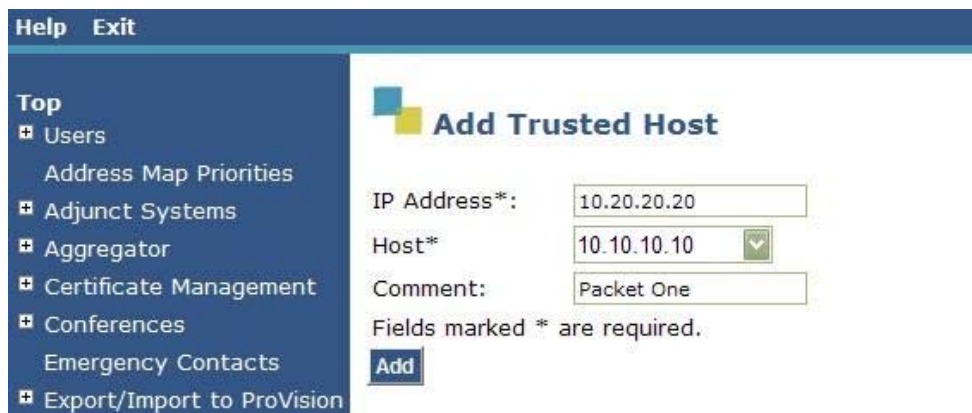 Help Exit
Top
Users
Address Map Priorities
Adjunct Systems
Aggregator
Certificate Management
Conferences
Emergency Contacts
Export/Import to ProVision
Add Trusted Host
IP Address*: 10.20.20.20
Host* 10.10.10.10
Comment: Packet One
Fields marked * are required.
Add